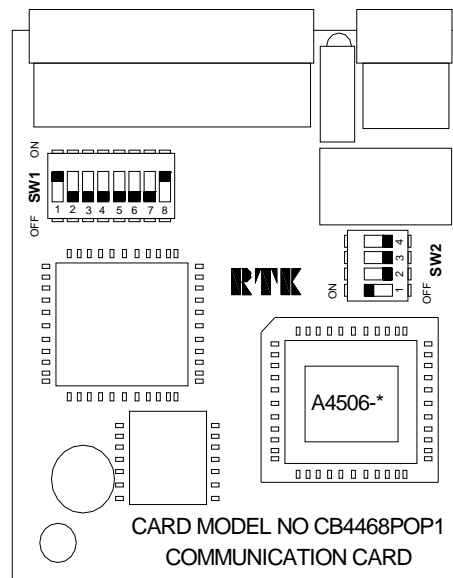 ON
SW1
OFF
1 2 3 4 5 6 7 8
4
3
2
1
ON
OFF
SW2
RTK
A4506-*
CARD MODEL NO CB4468POP1
COMMUNICATION CARD